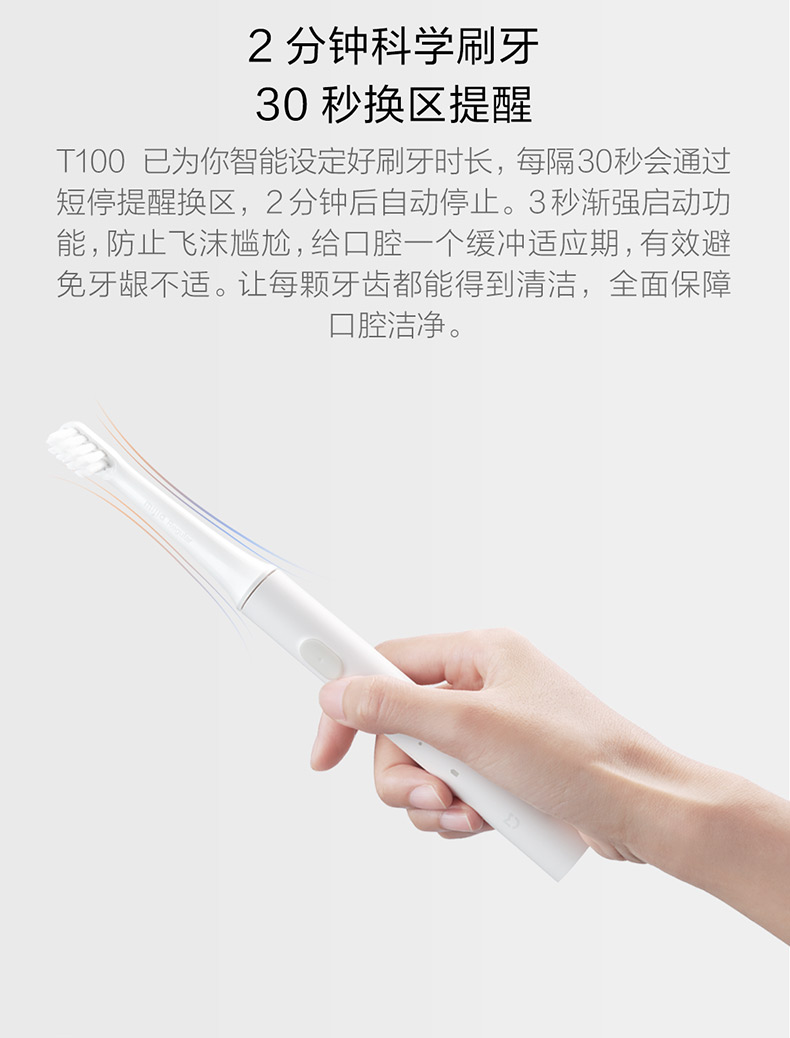 2 分钟科学刷牙
30 秒换区提醒
T100 已为你智能设定好刷牙时长，每隔30秒会通过
短停提醒换区，2分钟后自动停止。3秒渐强启动功
能，防止飞沫尴尬，给口腔一个缓冲适应期，有效避
免牙龈不适。让每颗牙齿都能得到清洁，全面保障
口腔洁净。